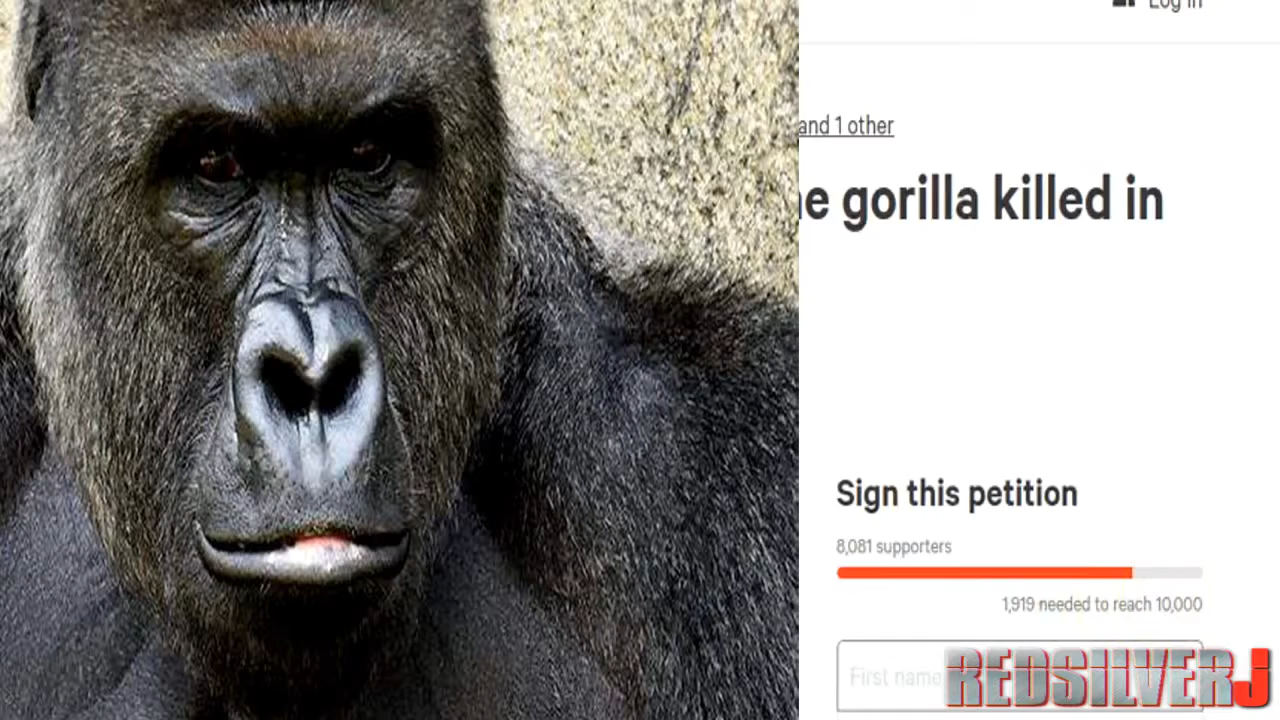 Log in
and 1 other
e gorilla killed in
Sign this petition
8,081 supporters
1,919 needed to reach 10,000
First name
REDSILVERJ